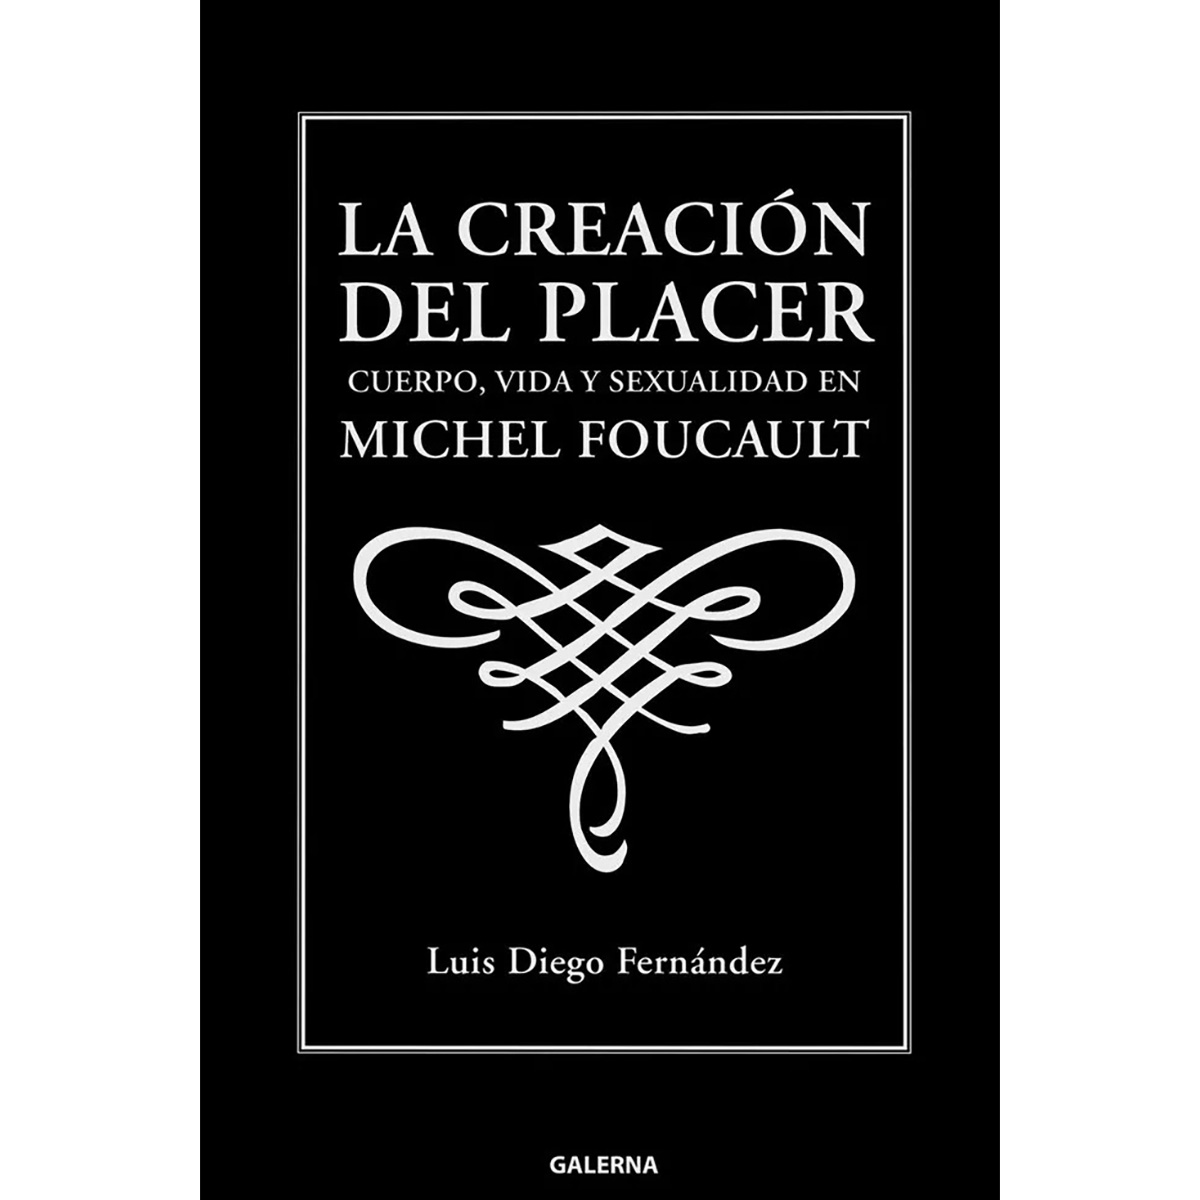 LA CREACIÓN
DEL PLACER
CUERPO, VIDA Y SEXUALIDAD EN
MICHEL FOUCAULT
Luis Diego Fernández
GALERNA